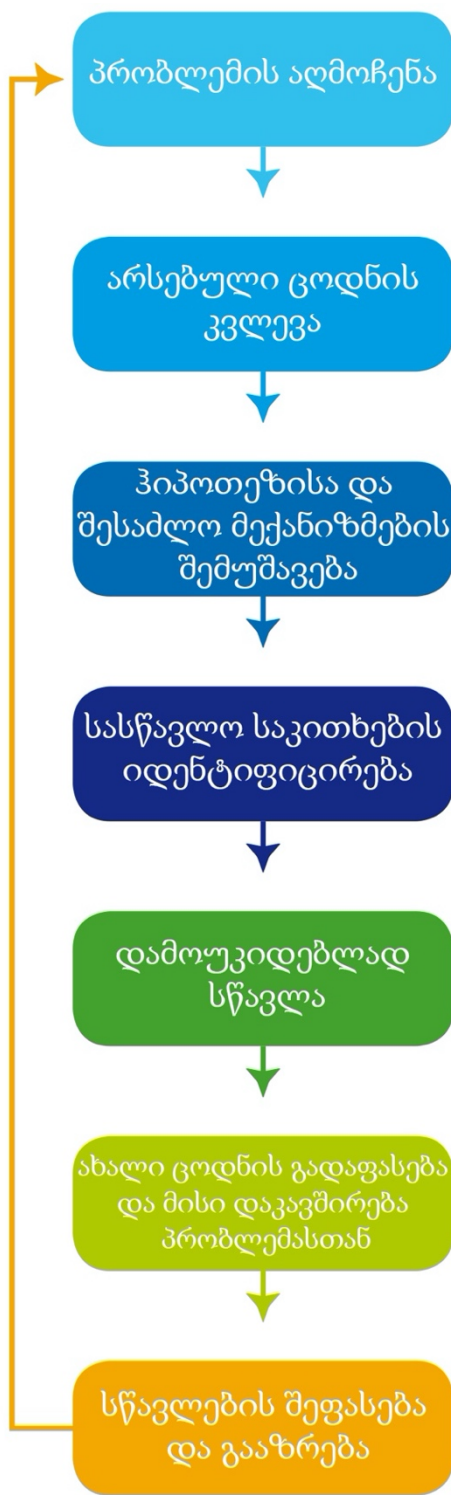 პრობლემის აღმოჩენა
არსებული ცოდნის
კვლევა
ჰიპოთეზისა და
შესაძლო მექანიზმების
შემუშავება
სასწავლო საკითხების
იდენტიფიცირება
დამოუკიდებლად
სწავლა
ახალი ცოდნის გადაფასება
და მისი დაკავშირება
პრობლემასთან
სწავლების შეფასება
და გააზრება